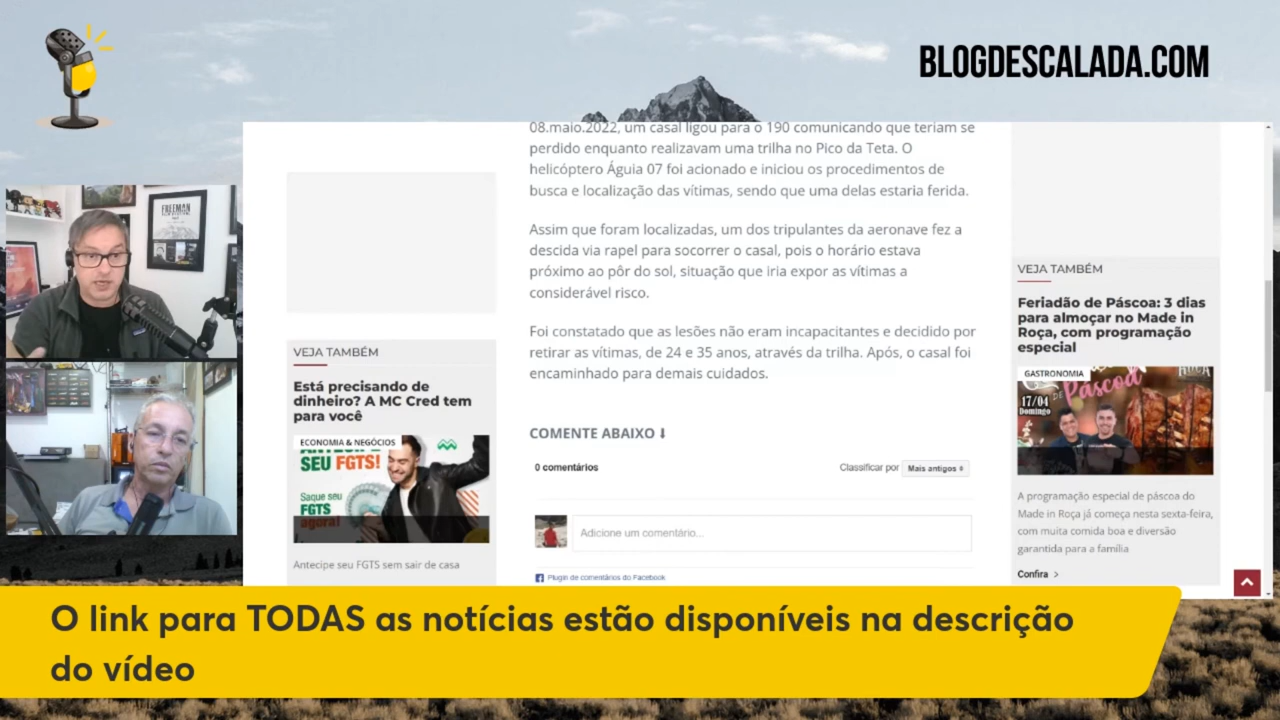 BLOGDESCALADA.COM
FREEMAN
08.maio.2022, um casal ligou para o 190 comunicando que teriam se
perdido enquanto realizavam uma trilha no Pico da Teta. O
helicóptero Águia 07 foi acionado e iniciou os procedimentos de
busca e localização das vítimas, sendo que uma delas estaria ferida.
Assim que foram localizadas, um dos tripulantes da aeronave fez a
descida via rapel para socorrer o casal, pois o horário estava
próximo ao pôr do sol, situação que iria expor as vítimas a
considerável risco.
Foi constatado que as lesões não eram incapacitantes e decidido por
retirar as vítimas, de 24 e 35 anos, através da trilha. Após, o casal foi
encaminhado para demais cuidados.
COMENTE ABAIXO ⬇
0 comentários
Classificar por Mais antigos
Adicione um comentário...
Plugin de comentários do Facebook
VEJA TAMBÉM
Está precisando de
dinheiro? A MC Cred tem
para você
ECONOMIA & NEGÓCIOS
SEU FGTS!
Saque seu
FGTS
agora!
Antecipe seu FGTS sem sair de casa
VEJA TAMBÉM
Feriadão de Páscoa: 3 dias
para almoçar no Made in
Roça, com programação
especial
GASTRONOMIA
ROÇA
DE Páscoa
17/04
Domingo
A programação especial de páscoa do
Made in Roça já começa nesta sexta-feira,
com muita comida boa e diversão
garantida para a família
Confira >
O link para TODAS as notícias estão disponíveis na descrição
do vídeo